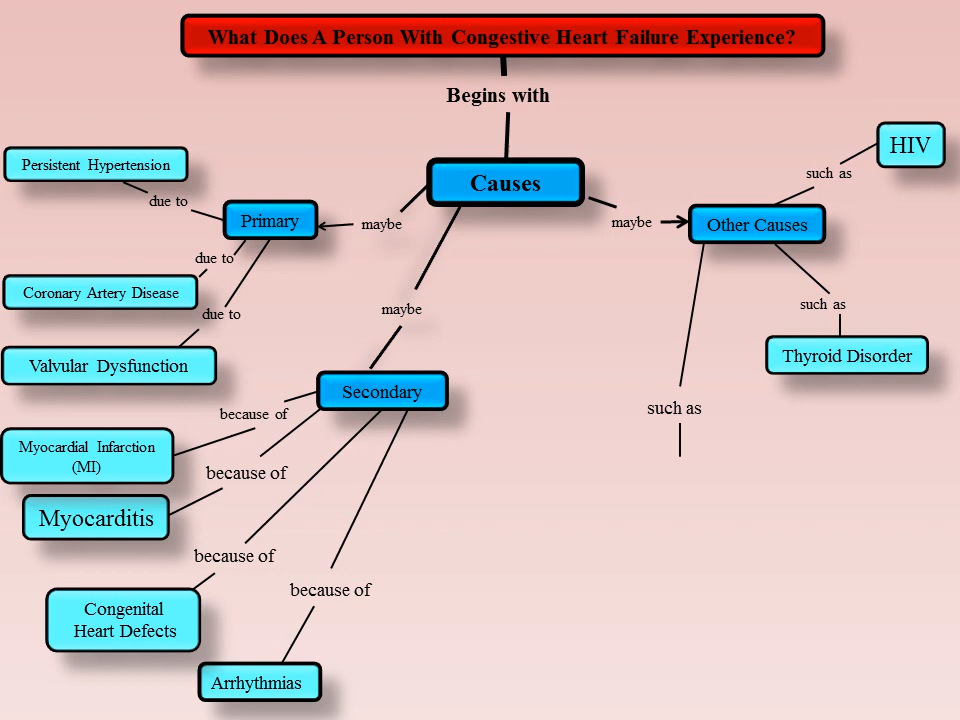 What Does A Person With Congestive Heart Failure Experience?
Begins with
HIV
such as
Persistent Hypertension
due to
Causes
Primary
maybe
maybe
Other Causes
due to
Coronary Artery Disease
due to
maybe
such as
Valvular Dysfunction
Thyroid Disorder
Secondary
because of
such as
Myocardial Infarction
(MI)
because of
Myocarditis
because of
because of
Congenital
Heart Defects
Arrhythmias